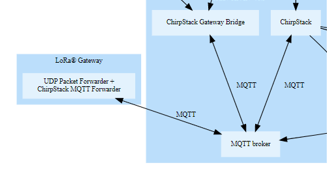 ChirpStack Gateway Bridge
ChirpStack
LoRa® Gateway
UDP Packet Forwarder +
ChirpStack MQTT Forwarder
MQTT
MQTT
MQTT
MQTT broker